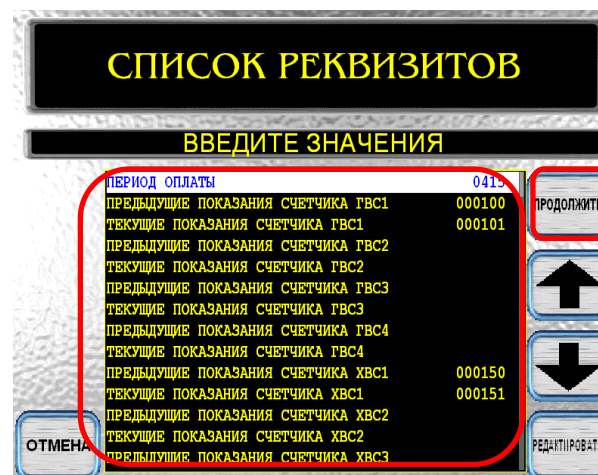 СПИСОК РЕКВИЗИТОВ
ВВЕДИТЕ ЗНАЧЕНИЯ
ПЕРИОД ОПЛАТЫ 0415
ПРЕДЫДУЩИЕ ПОКАЗАНИЯ СЧЕТЧИКА ГВС1 000100
ТЕКУЩИЕ ПОКАЗАНИЯ СЧЕТЧИКА ГВС1 000101
ПРЕДЫДУЩИЕ ПОКАЗАНИЯ СЧЕТЧИКА ГВС2
ТЕКУЩИЕ ПОКАЗАНИЯ СЧЕТЧИКА ГВС2
ПРЕДЫДУЩИЕ ПОКАЗАНИЯ СЧЕТЧИКА ГВС3
ТЕКУЩИЕ ПОКАЗАНИЯ СЧЕТЧИКА ГВС3
ПРЕДЫДУЩИЕ ПОКАЗАНИЯ СЧЕТЧИКА ГВС4
ТЕКУЩИЕ ПОКАЗАНИЯ СЧЕТЧИКА ГВС4
ПРЕДЫДУЩИЕ ПОКАЗАНИЯ СЧЕТЧИКА ХВС1 000150
ТЕКУЩИЕ ПОКАЗАНИЯ СЧЕТЧИКА ХВС1 000151
ПРЕДЫДУЩИЕ ПОКАЗАНИЯ СЧЕТЧИКА ХВС2
ТЕКУЩИЕ ПОКАЗАНИЯ СЧЕТЧИКА ХВС2
ПРЕДЫДУЩИЕ ПОКАЗАНИЯ СЧЕТЧИКА ХВС3
ПРОДОЛЖИТЬ
ОТМЕНА
РЕДАКТИРОВАТ